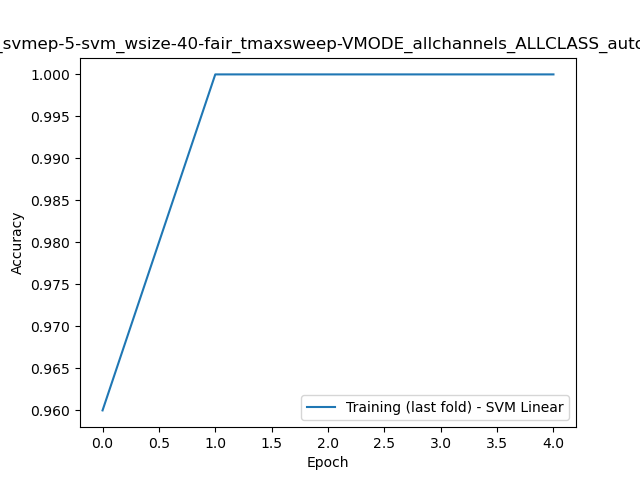 _svmep-5-svm_wsize-40-fair_tmaxsweep-VMODE_allchannels_ALLCLASS_auto
1.000
0.995
0.990
0.985
0.980
0.975
0.970
0.965
0.960
Accuracy
Training (last fold) - SVM Linear
0.0 0.5 1.0 1.5 2.0 2.5 3.0 3.5 4.0
Epoch